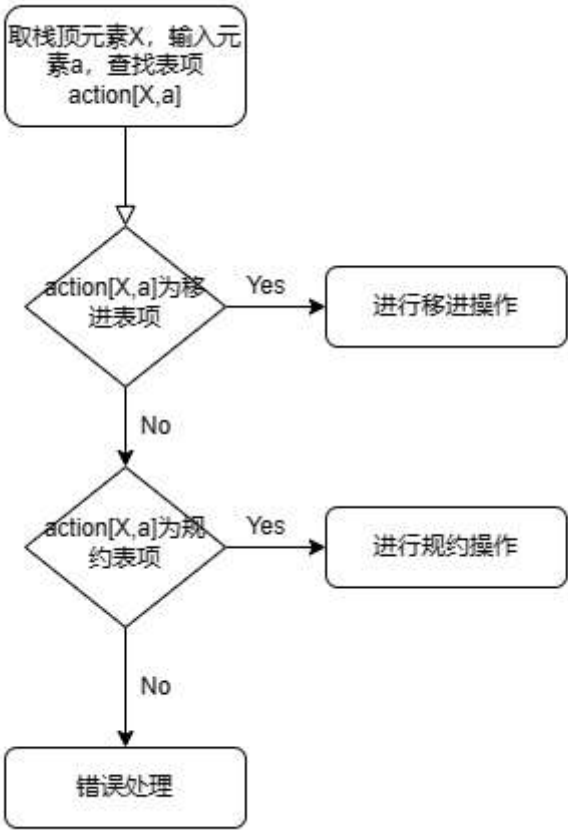 取栈顶元素X，输入元
素a，查找表项
action[X,a]
action[X,a]为移
进表项
Yes
进行移进操作
No
action[X,a]为规
约表项
Yes
进行规约操作
No
错误处理